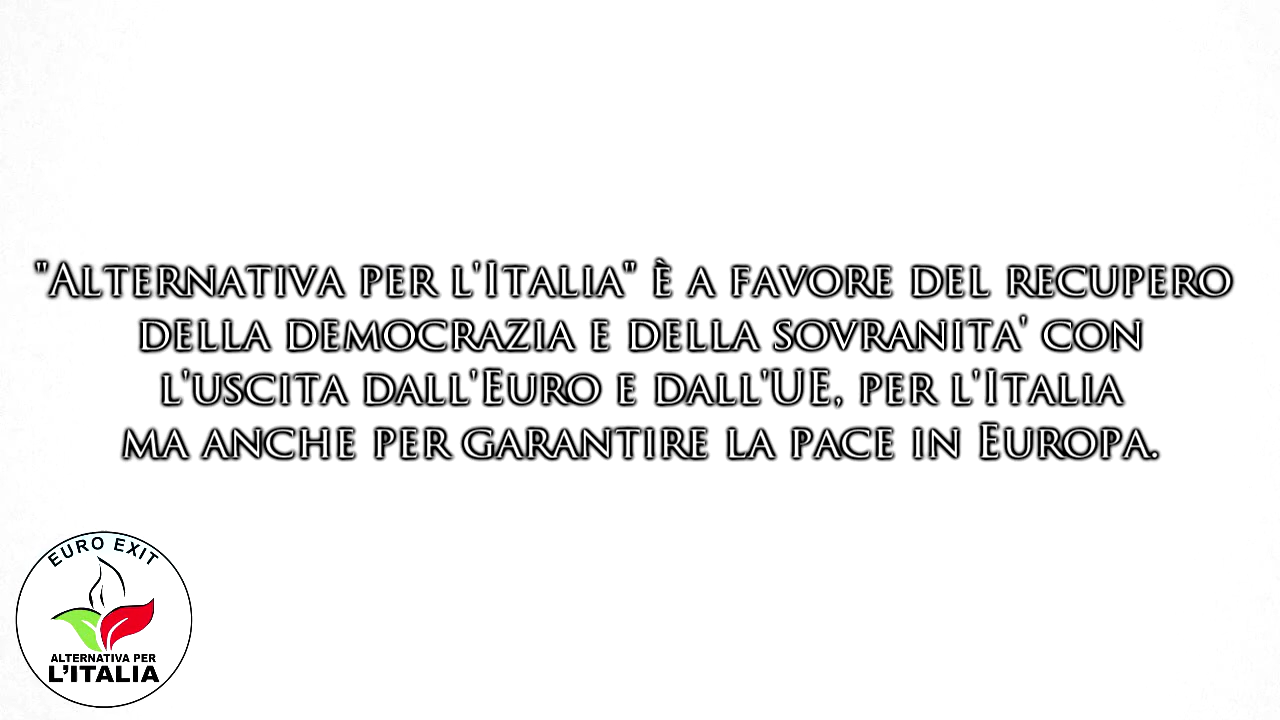 "Alternativa per l'Italia" è a favore del recupero
della democrazia e della sovranita' con
l'uscita dall'Euro e dall'UE, per l'Italia
ma anche per garantire la pace in Europa.
EURO EXIT
ALTERNATIVA PER
L'ITALIA